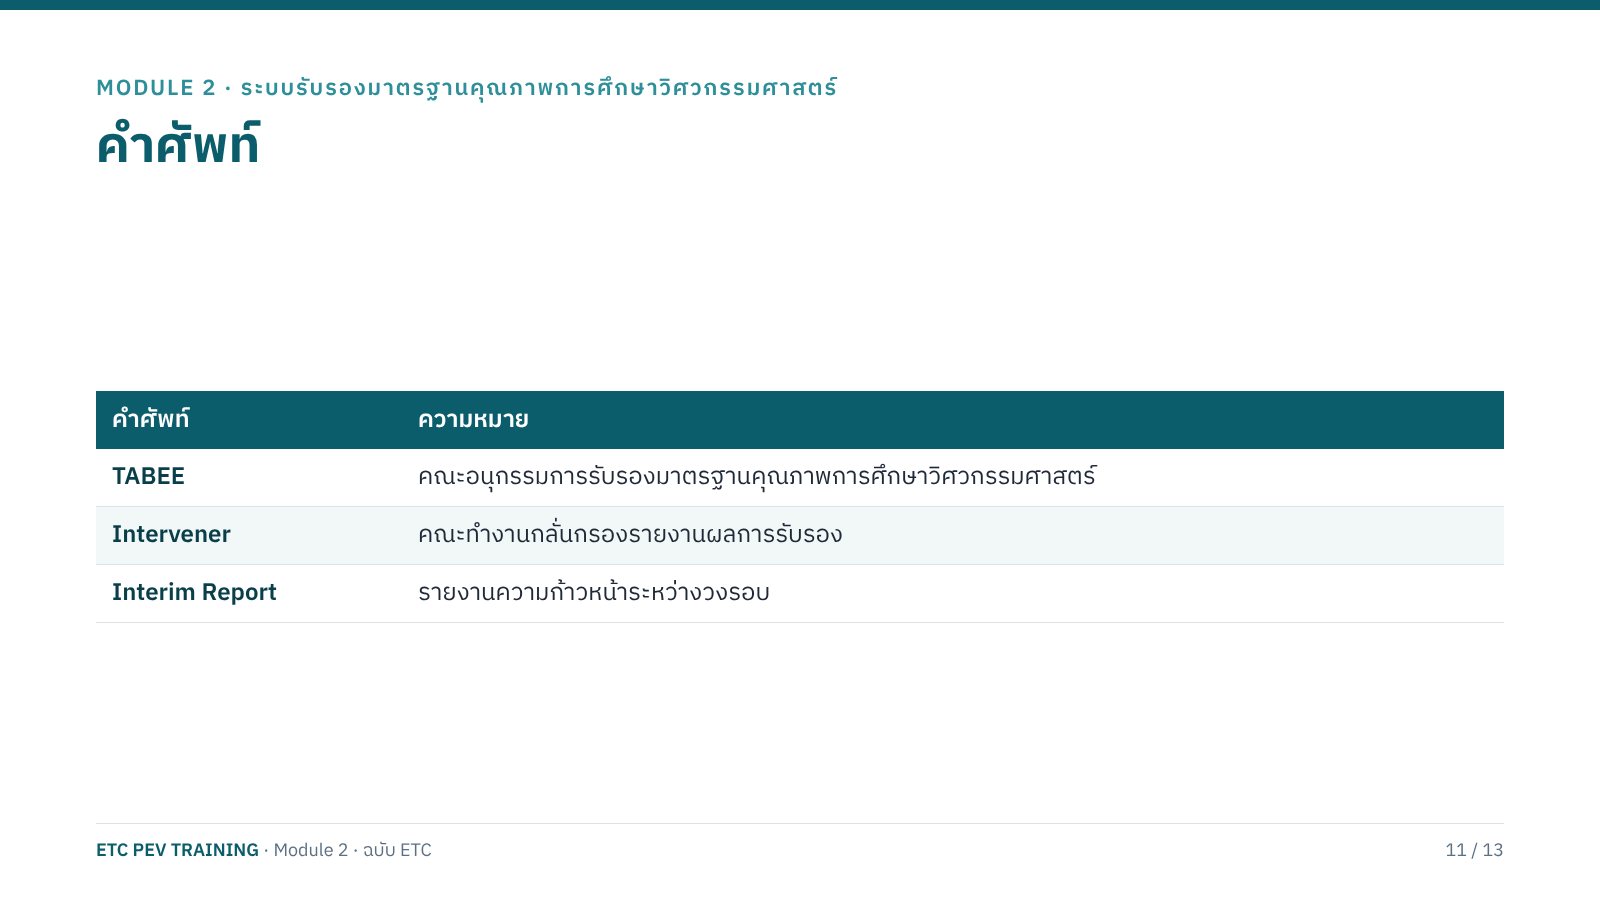 MODULE 2 · ระบบรับรองมาตรฐานคุณภาพการศึกษาวิศวกรรมศาสตร์
คำศัพท์
คำศัพท์ ความหมาย
TABEE คณะอนุกรรมการรับรองมาตรฐานคุณภาพการศึกษาวิศวกรรมศาสตร์
Intervener คณะทำงานกลั่นกรองรายงานผลการรับรอง
Interim Report รายงานความก้าวหน้าระหว่างวงรอบ
ETC PEV TRAINING · Module 2 · ฉบับ ETC 11 / 13